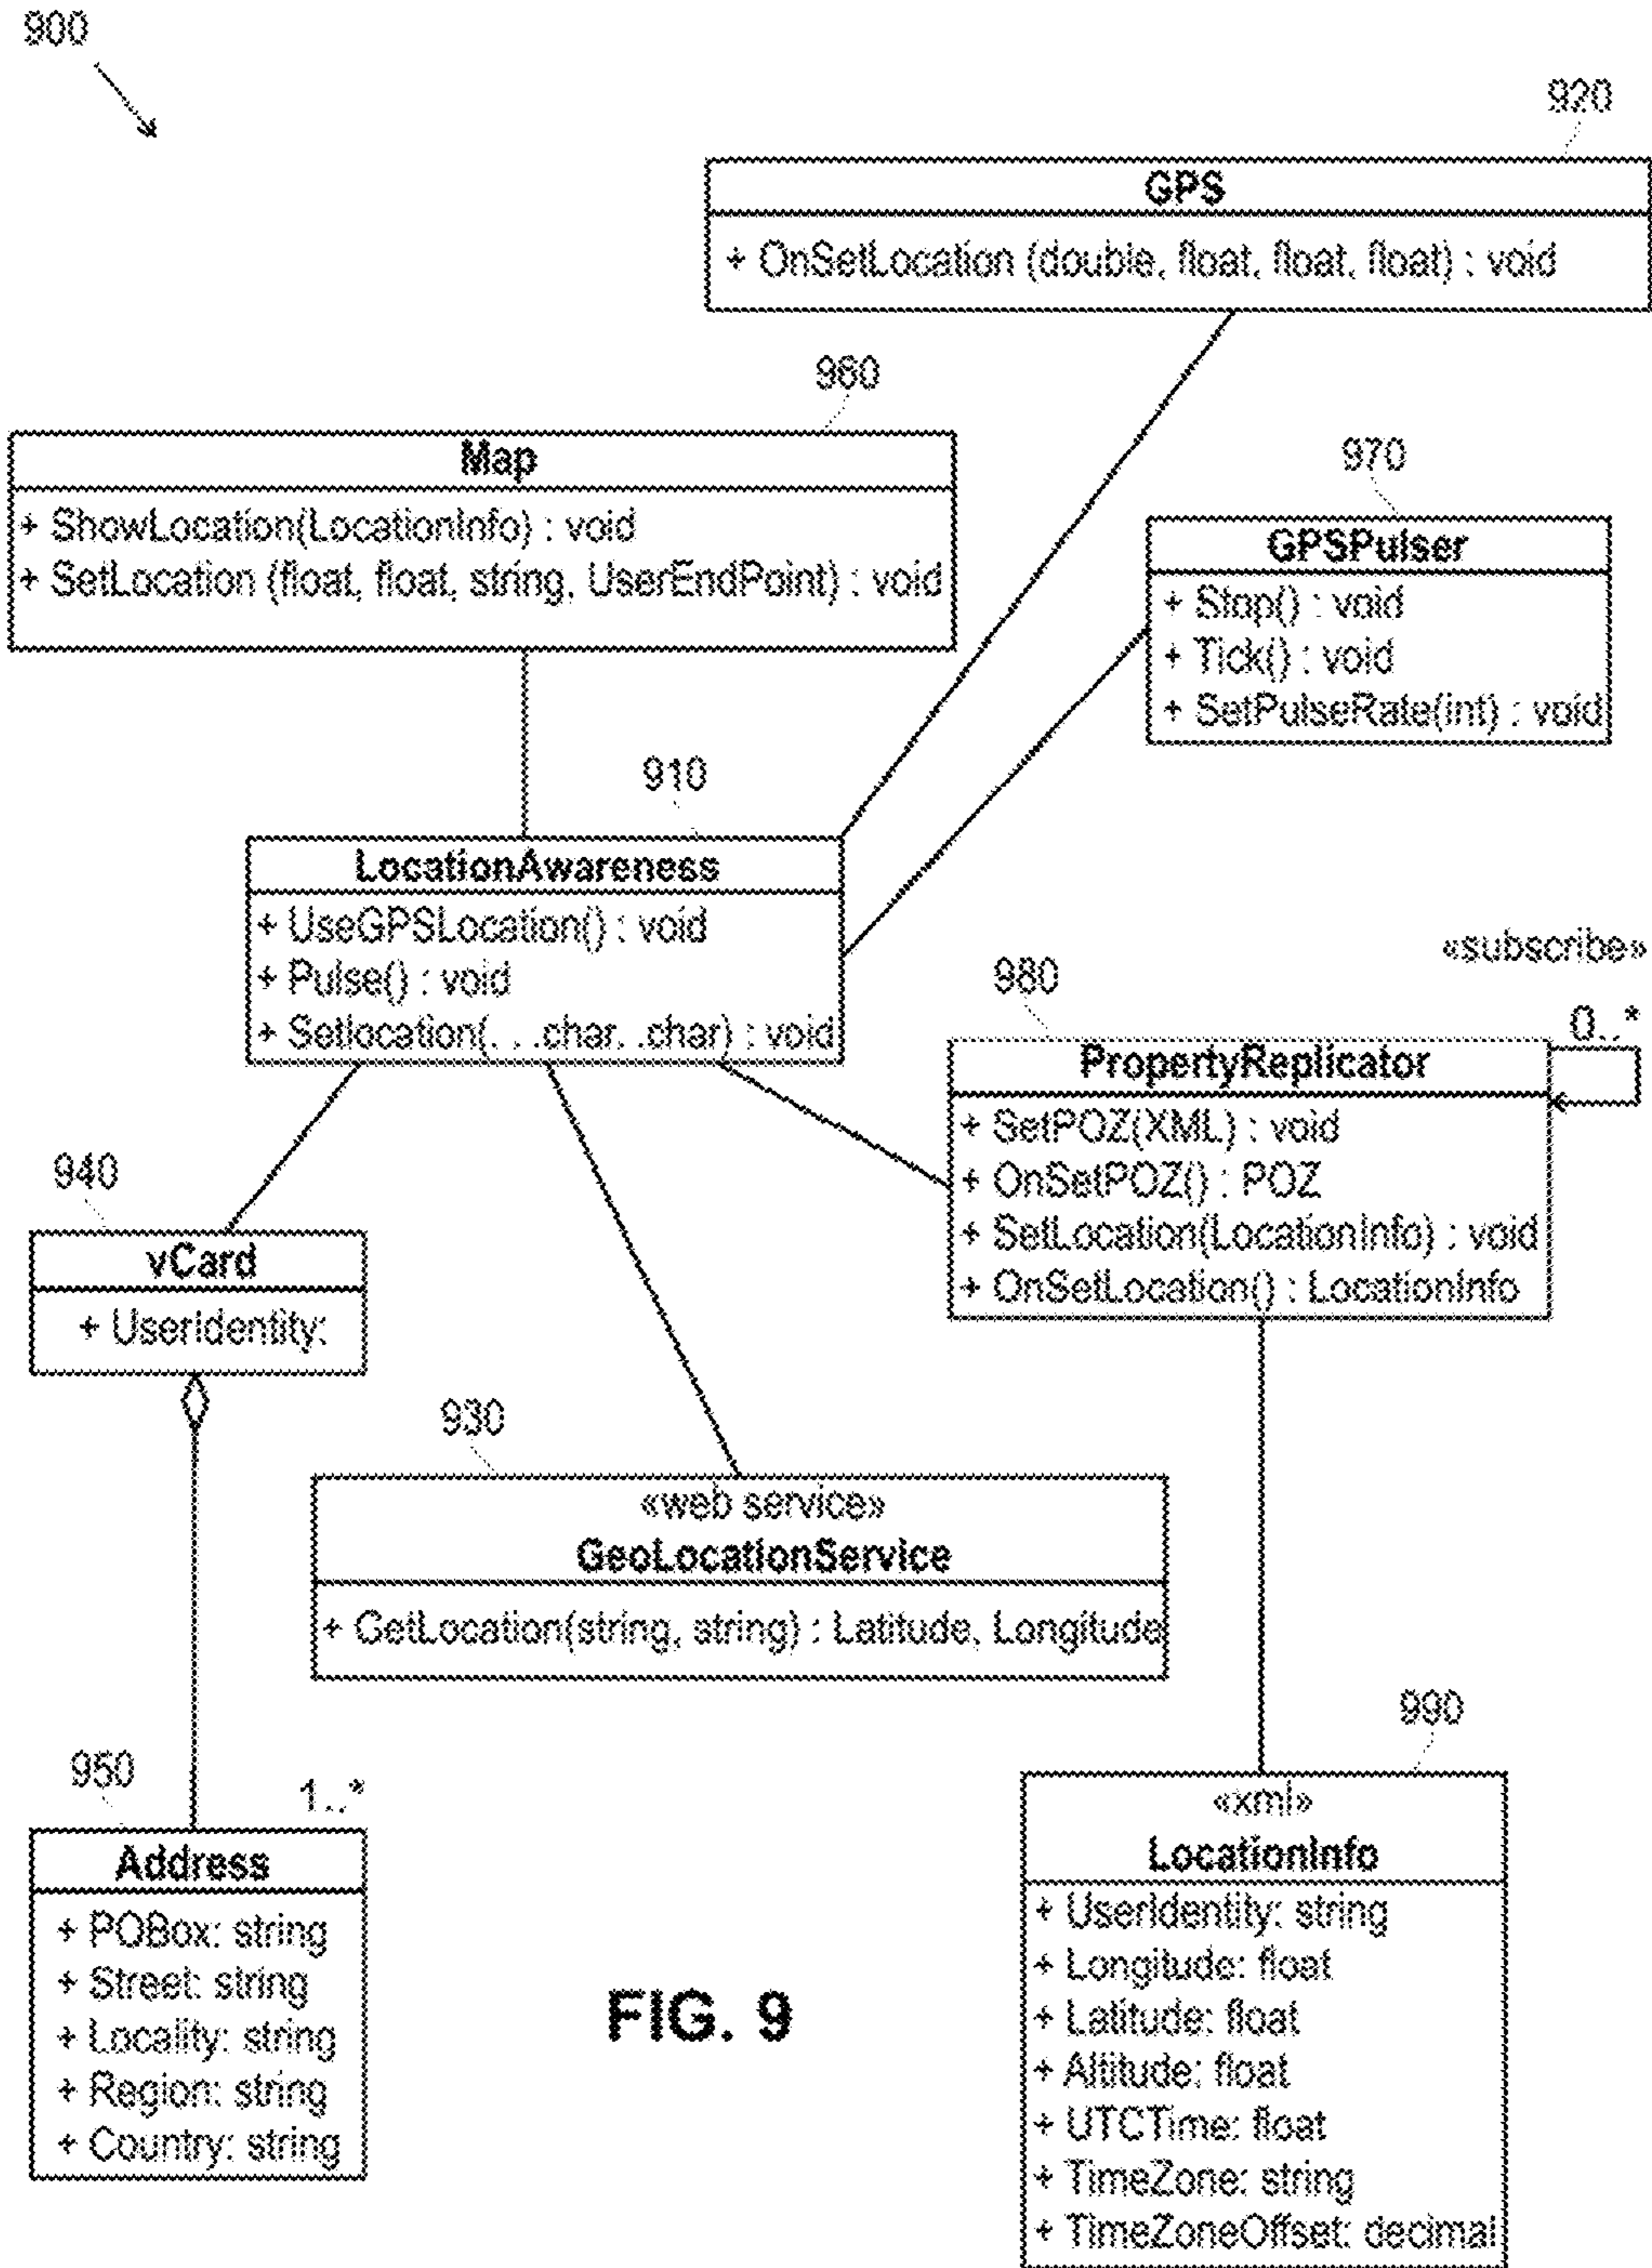 900
920
GPS
+ OnSetLocation (double, float, float, float) : void
960
Map
+ ShowLocation(LocationInfo) : void
+ SetLocation (float, float, string, UserEndPoint) : void
970
GPSPulser
+ Stop() : void
+ Tick() : void
+ SetPulseRate(int) : void
910
LocationAwareness
+ UseGPSLocation() : void
+ Pulse() : void
+ Setlocation(. . .char. .char) : void
«subscribe»
0..*
980
PropertyReplicator
+ SetPOZ(XML) : void
+ OnSetPOZ() : POZ
+ SetLocation(LocationInfo) : void
+ OnSetLocation() : LocationInfo
940
vCard
+ UserIdentity:
930
«web service»
GeoLocationService
+ GetLocation(string, string) : Latitude, Longitude
950
1..*
Address
+ POBox: string
+ Street: string
+ Locality: string
+ Region: string
+ Country: string
990
«xml»
LocationInfo
+ UserIdentity: string
+ Longitude: float
+ Latitude: float
+ Altitude: float
+ UTCTime: float
+ TimeZone: string
+ TimeZoneOffset: decimal
FIG. 9